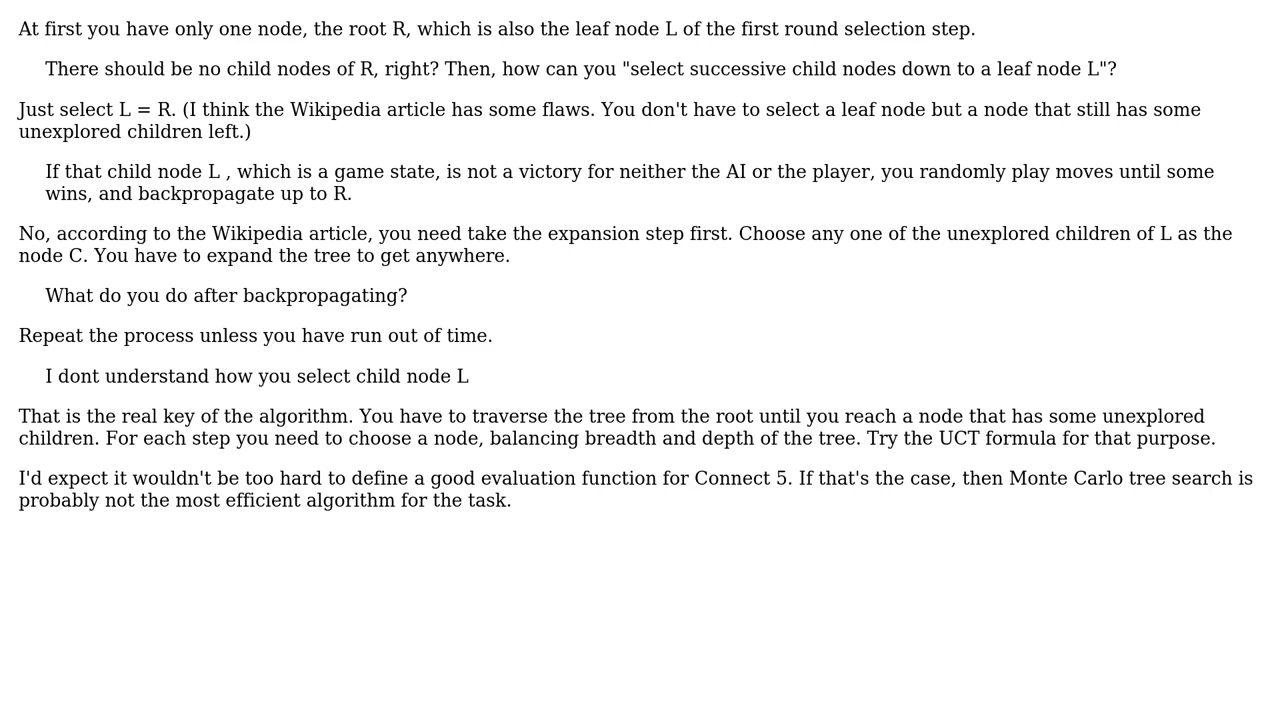 At first you have only one node, the root R, which is also the leaf node L of the first round selection step.
There should be no child nodes of R, right? Then, how can you "select successive child nodes down to a leaf node L"?
Just select L = R. (I think the Wikipedia article has some flaws. You don't have to select a leaf node but a node that still has some
unexplored children left.)
If that child node L , which is a game state, is not a victory for neither the AI or the player, you randomly play moves until some
wins, and backpropagate up to R.
No, according to the Wikipedia article, you need take the expansion step first. Choose any one of the unexplored children of L as the
node C. You have to expand the tree to get anywhere.
What do you do after backpropagating?
Repeat the process unless you have run out of time.
I dont understand how you select child node L
That is the real key of the algorithm. You have to traverse the tree from the root until you reach a node that has some unexplored
children. For each step you need to choose a node, balancing breadth and depth of the tree. Try the UCT formula for that purpose.
I'd expect it wouldn't be too hard to define a good evaluation function for Connect 5. If that's the case, then Monte Carlo tree search is
probably not the most efficient algorithm for the task.